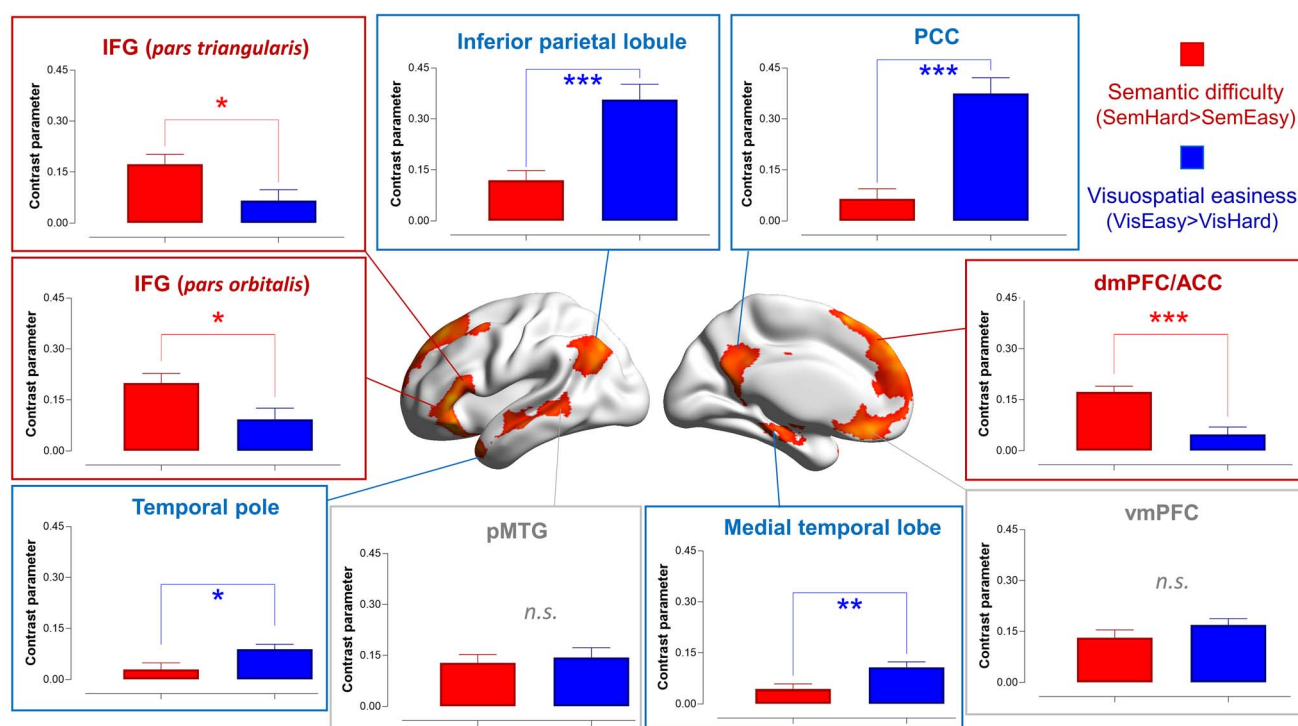 IFG (pars triangularis)
Contrast parameter
0.45
0.30
0.15
0.00
*
Inferior parietal lobule
Contrast parameter
0.45
0.30
0.15
0.00
***
PCC
Contrast parameter
0.45
0.30
0.15
0.00
***
Semantic difficulty
(SemHard>SemEasy)
Visuospatial easiness
(VisEasy>VisHard)
IFG (pars orbitalis)
Contrast parameter
0.45
0.30
0.15
0.00
*
dmPFC/ACC
Contrast parameter
0.45
0.30
0.15
0.00
***
Temporal pole
Contrast parameter
0.45
0.30
0.15
0.00
*
pMTG
Contrast parameter
0.45
0.30
0.15
0.00
n.s.
Medial temporal lobe
Contrast parameter
0.45
0.30
0.15
0.00
**
vmPFC
Contrast parameter
0.45
0.30
0.15
0.00
n.s.